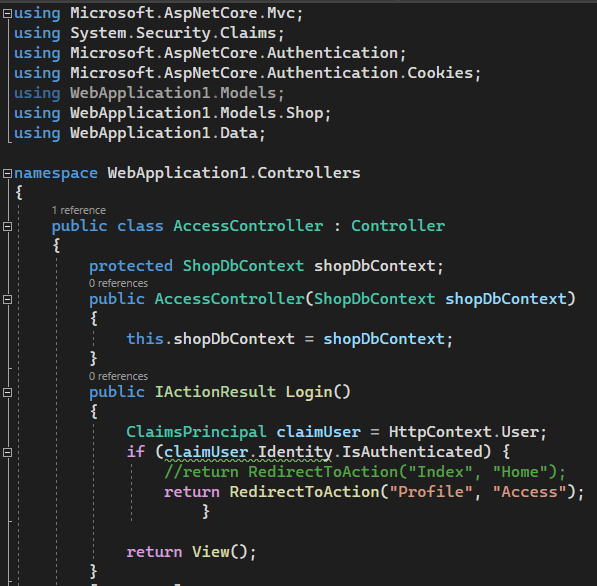 using Microsoft.AspNetCore.Mvc;
using System.Security.Claims;
using Microsoft.AspNetCore.Authentication;
using Microsoft.AspNetCore.Authentication.Cookies;
using WebApplication1.Models;
using WebApplication1.Models.Shop;
using WebApplication1.Data;
namespace WebApplication1.Controllers
{
1 reference
public class AccessController : Controller
{
protected ShopDbContext shopDbContext;
0 references
public AccessController(ShopDbContext shopDbContext)
{
this.shopDbContext = shopDbContext;
}
0 references
public IActionResult Login()
{
ClaimsPrincipal claimUser = HttpContext.User;
if (claimUser.Identity.IsAuthenticated) {
//return RedirectToAction("Index", "Home");
return RedirectToAction("Profile", "Access");
}
return View();
}